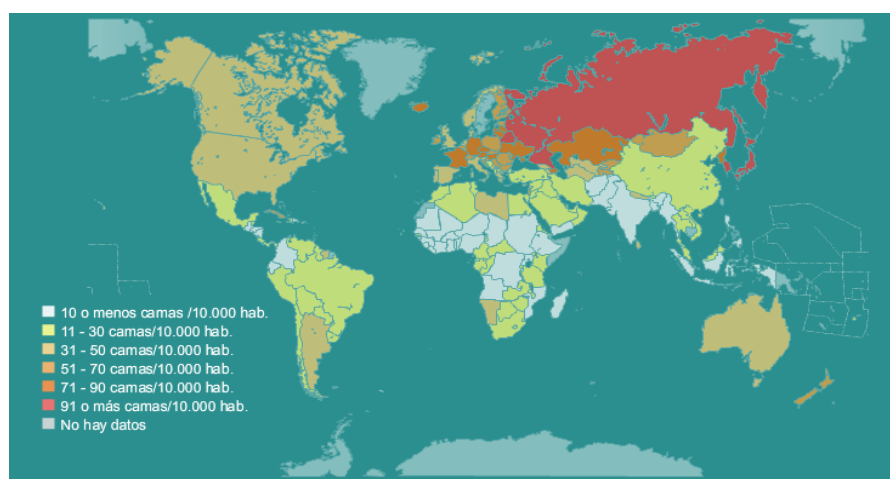 10 o menos camas /10.000 hab.
11 - 30 camas/10.000 hab.
31 - 50 camas/10.000 hab.
51 - 70 camas/10.000 hab.
71 - 90 camas/10.000 hab.
91 o más camas/10.000 hab.
No hay datos